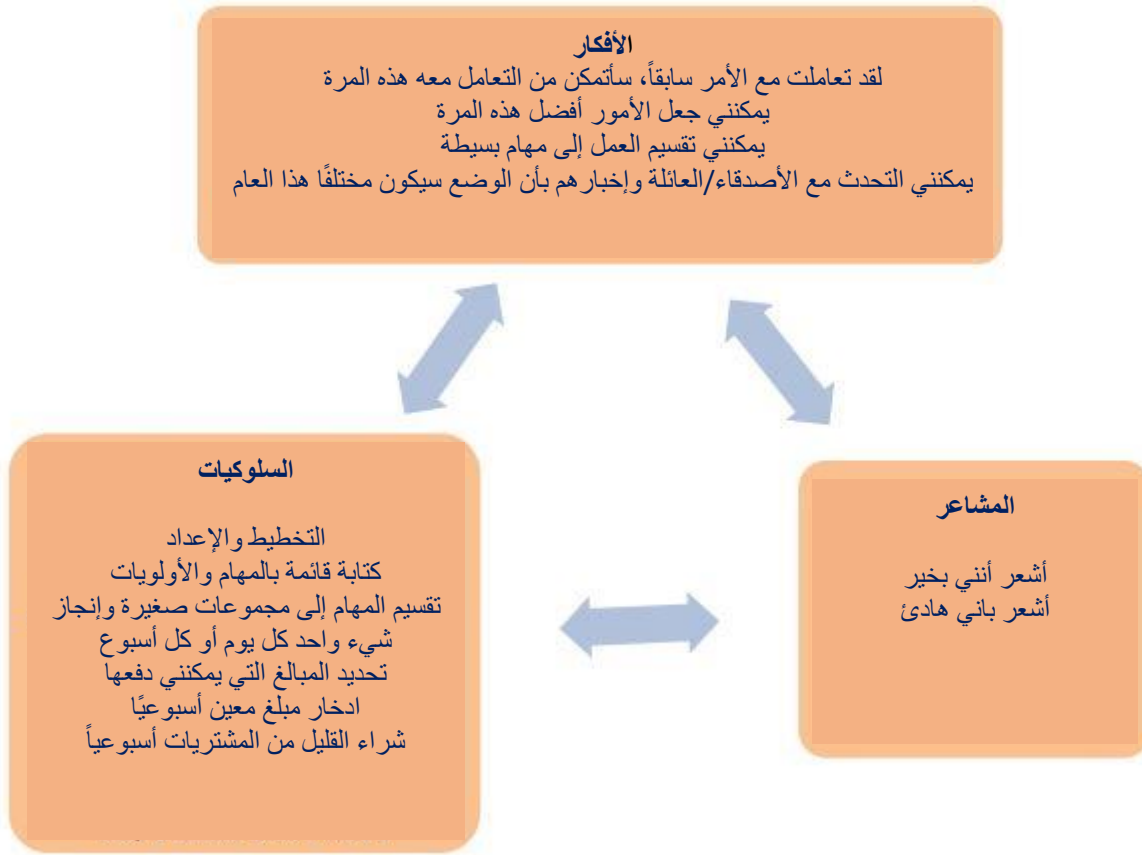 الأفكار
لقد تعاملت مع الأمر سابقاً، سأتمكن من التعامل معه هذه المرة
يمكنني جعل الأمور أفضل هذه المرة
يمكنني تقسيم العمل إلى مهام بسيطة
يمكنني التحدث مع الأصدقاء/العائلة وإخبارهم بأن الوضع سيكون مختلفًا هذا العام
السلوكيات
التخطيط والإعداد
كتابة قائمة بالمهام والأولويات
تقسيم المهام إلى مجموعات صغيرة وإنجاز
شيء واحد كل يوم أو كل أسبوع
تحديد المبالغ التي يمكنني دفعها
ادخار مبلغ معين أسبوعيًا
شراء القليل من المشتريات أسبوعياً
المشاعر
أشعر أنني بخير
أشعر باني هادئ